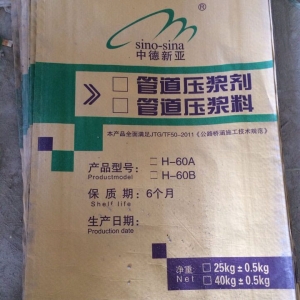 ®
sino-sina
中德新亚
□ 管道压浆剂
□ 管道压浆料
本产品全面满足JTG/TF50-2011《公路桥涵施工技术规范》
产品型号: □ H-60A
Productmodel □ H-60B
保质期: 6个月
Shelf life
生产日期:
Production date
净重 □ 25kg±0.5kg
Net □ 40kg±0.5kg